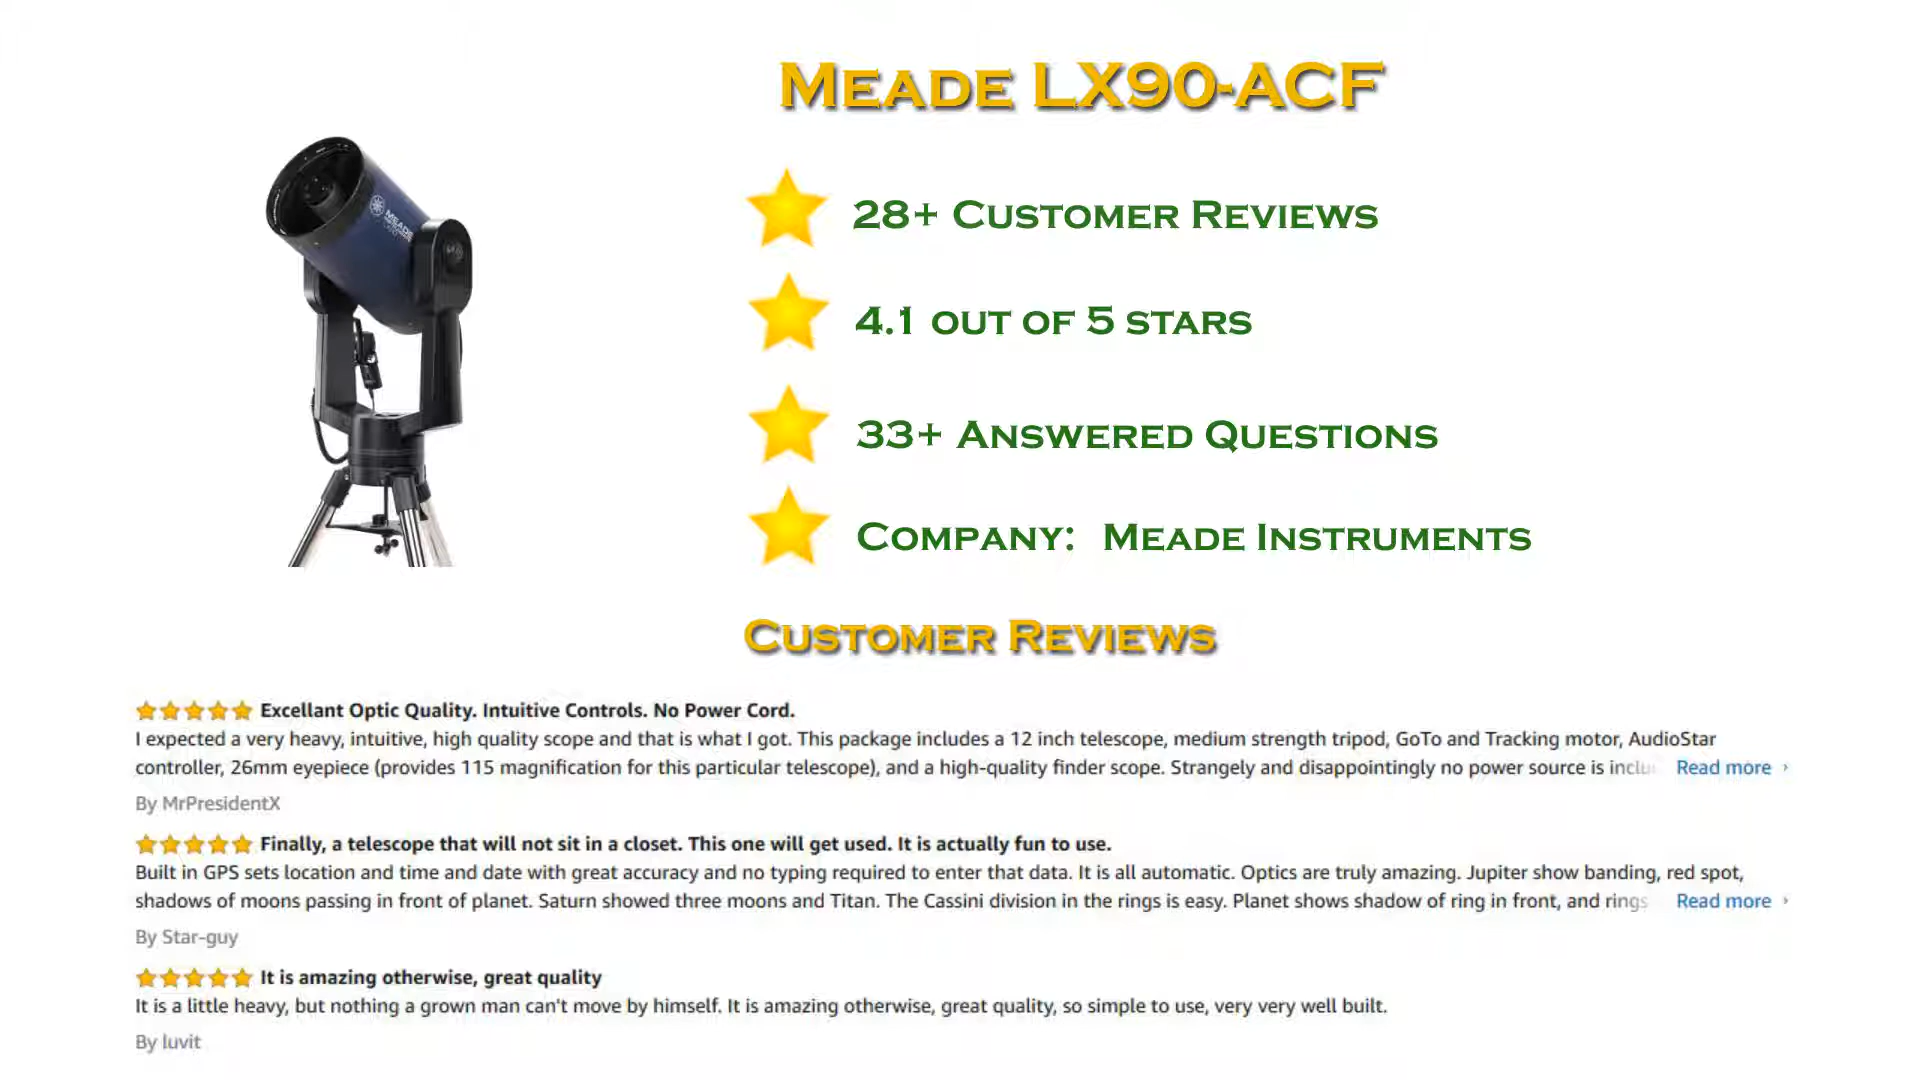 MEADE LX90-ACF
MEADE
28+ CUSTOMER REVIEWS
4.1 OUT OF 5 STARS
33+ ANSWERED QUESTIONS
COMPANY: MEADE INSTRUMENTS
CUSTOMER REVIEWS
Excellant Optic Quality. Intuitive Controls. No Power Cord.
I expected a very heavy, intuitive, high quality scope and that is what I got. This package includes a 12 inch telescope, medium strength tripod, GoTo and Tracking motor, AudioStar
controller, 26mm eyepiece (provides 115 magnification for this particular telescope), and a high-quality finder scope. Strangely and disappointingly no power source is inclu Read more ›
By MrPresidentX
Finally, a telescope that will not sit in a closet. This one will get used. It is actually fun to use.
Built in GPS sets location and time and date with great accuracy and no typing required to enter that data. It is all automatic. Optics are truly amazing. Jupiter show banding, red spot,
shadows of moons passing in front of planet. Saturn showed three moons and Titan. The Cassini division in the rings is easy. Planet shows shadow of ring in front, and rings Read more ›
By Star-guy
It is amazing otherwise, great quality
It is a little heavy, but nothing a grown man can't move by himself. It is amazing otherwise, great quality, so simple to use, very very well built.
By luvit